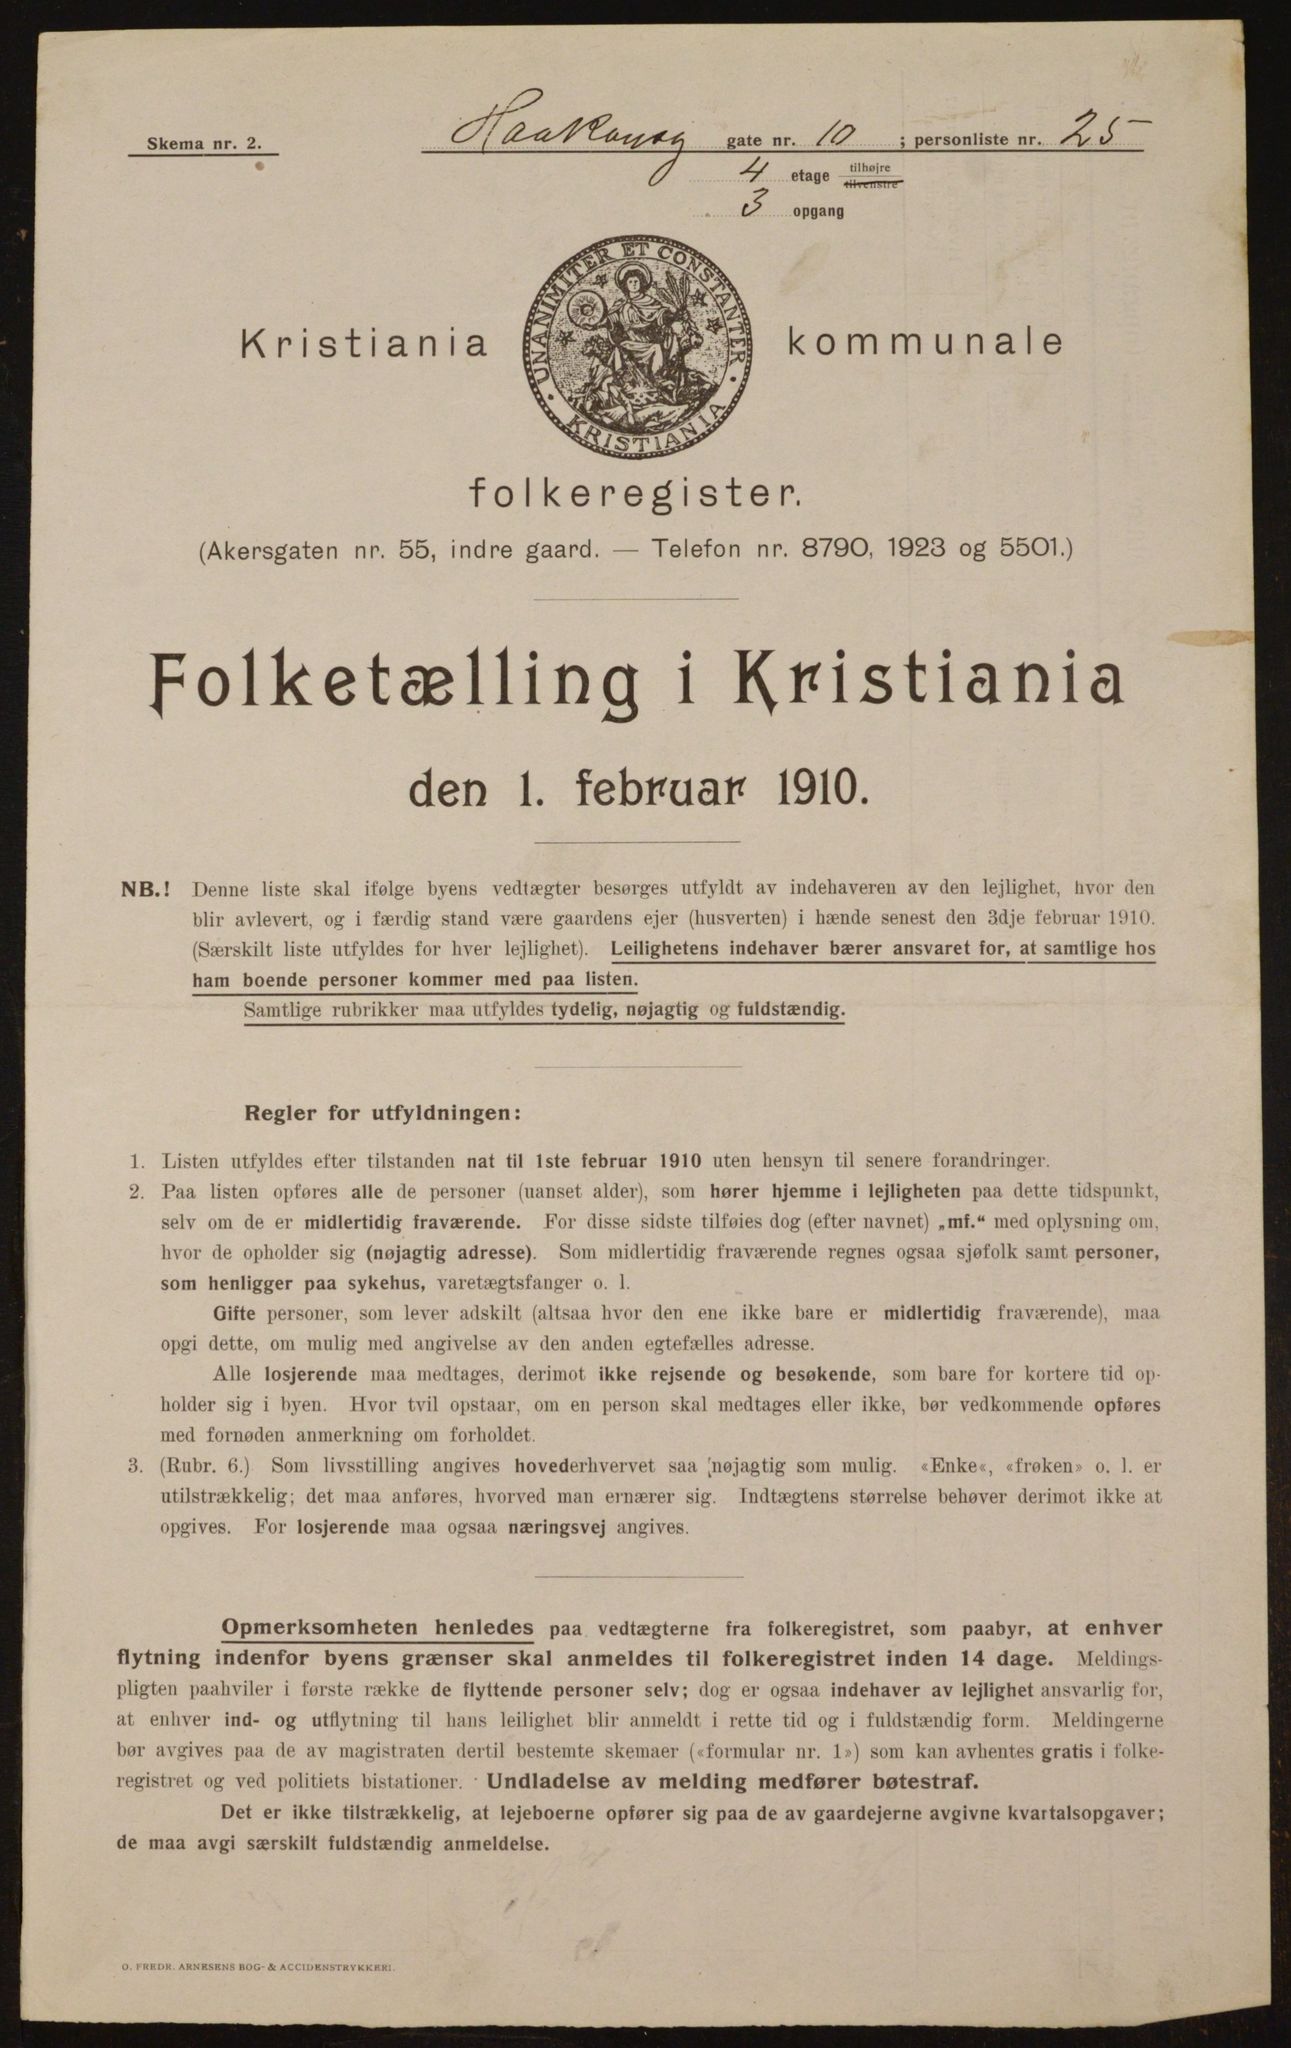 Skema nr. 2.
Haakonsg gate nr. 10 ; personliste nr. 25
4 etage tilhøjre
tilvenstre
3 opgang
UNANIMITER ET CONSTANTER
KRISTIANIA
Kristiania kommunale
folkeregister.
(Akersgaten nr. 55, indre gaard. — Telefon nr. 8790, 1923 og 5501.)
Folketælling i Kristiania
den 1. februar 1910.
NB.! Denne liste skal ifølge byens vedtægter besørges utfyldt av indehaveren av den lejlighet, hvor den
blir avlevert, og i færdig stand være gaardens ejer (husverten) i hænde senest den 3dje februar 1910.
(Særskilt liste utfyldes for hver lejlighet). Leilighetens indehaver bærer ansvaret for, at samtlige hos
ham boende personer kommer med paa listen.
Samtlige rubrikker maa utfyldes tydelig, nøjagtig og fuldstændig.
Regler for utfyldningen:
1. Listen utfyldes efter tilstanden nat til 1ste februar 1910 uten hensyn til senere forandringer.
2. Paa listen opføres alle de personer (uanset alder), som hører hjemme i lejligheten paa dette tidspunkt,
selv om de er midlertidig fraværende. For disse sidste tilføies dog (efter navnet) „mf.“ med oplysning om,
hvor de opholder sig (nøjagtig adresse). Som midlertidig fraværende regnes ogsaa sjøfolk samt personer,
som henligger paa sykehus, varetægtsfanger o. l.
Gifte personer, som lever adskilt (altsaa hvor den ene ikke bare er midlertidig fraværende), maa
opgi dette, om mulig med angivelse av den anden egtefælles adresse.
Alle losjerende maa medtages, derimot ikke rejsende og besøkende, som bare for kortere tid op-
holder sig i byen. Hvor tvil opstaar, om en person skal medtages eller ikke, bør vedkommende opføres
med fornøden anmerkning om forholdet.
3. (Rubr. 6.) Som livsstilling angives hovederhvervet saa nøjagtig som mulig. «Enke«, «frøken» o. l. er
utilstrækkelig; det maa anføres, hvorved man ernærer sig. Indtægtens størrelse behøver derimot ikke at
opgives. For losjerende maa ogsaa næringsvej angives.
Opmerksomheten henledes paa vedtægterne fra folkeregistret, som paabyr, at enhver
flytning indenfor byens grænser skal anmeldes til folkeregistret inden 14 dage. Meldings-
pligten paahviler i første række de flyttende personer selv; dog er ogsaa indehaver av lejlighet ansvarlig for,
at enhver ind- og utflytning til hans leilighet blir anmeldt i rette tid og i fuldstændig form. Meldingerne
bør avgives paa de av magistraten dertil bestemte skemaer («formular nr. 1») som kan avhentes gratis i folke-
registret og ved politiets bistationer. Undladelse av melding medfører bøtestraf.
Det er ikke tilstrækkelig, at lejeboerne opfører sig paa de av gaardejerne avgivne kvartalsopgaver;
de maa avgi særskilt fuldstændig anmeldelse.
O. FREDR. ARNESENS BOG- & ACCIDENSTRYKKERI.